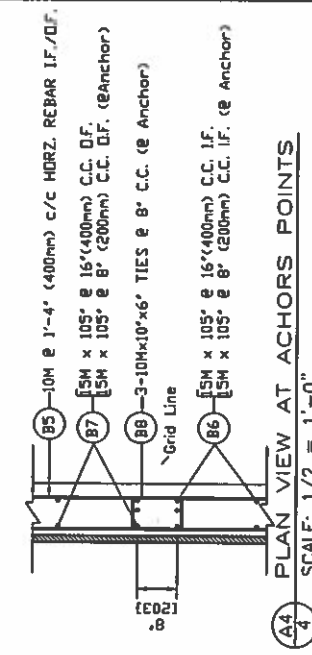 B5 10M @ 1'-4" (400mm) c/c HORZ. REBAR I.F./O.F.
B7 15M x 105" @ 16"(400mm) C.C. O.F.
15M x 105" @ 8" (200mm) C.C. O.F. (@Anchor)
B8 3-10Mx10"x6" TIES @ 8" C.C. (@ Anchor)
Grid Line
B6 15M x 105" @ 16"(400mm) C.C. I.F.
15M x 105" @ 8" (200mm) C.C. I.F. (@ Anchor)
8"
[203]
A4
4
PLAN VIEW AT ACHORS POINTS
SCALE: 1/2 = 1'-0"